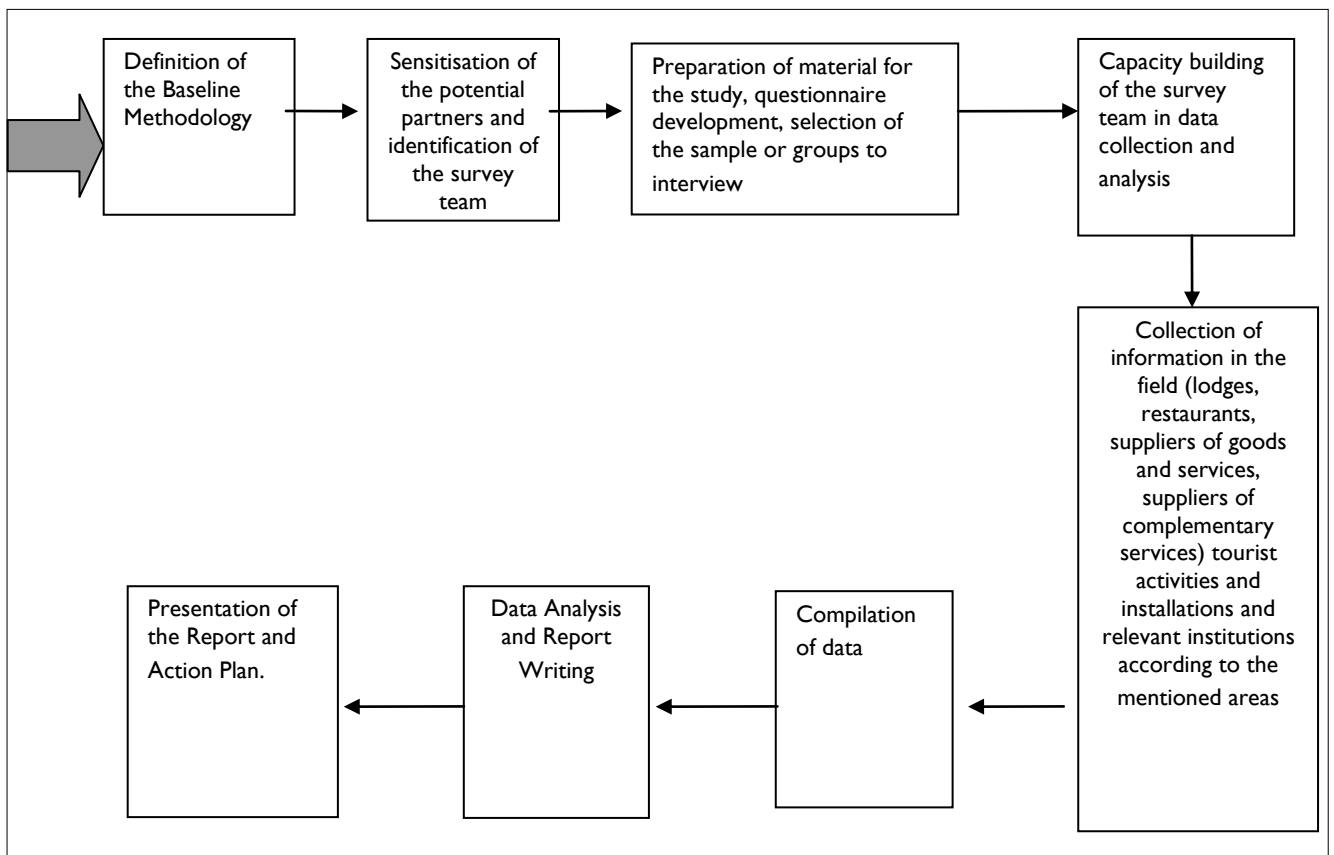 Definition of
the Baseline
Methodology
Sensitisation of
the potential
partners and
identification of
the survey
team
Preparation of material for
the study, questionnaire
development, selection of
the sample or groups to
interview
Capacity building
of the survey
team in data
collection and
analysis
Collection of
information in the
field (lodges,
restaurants,
suppliers of goods
and services,
suppliers of
complementary
services) tourist
activities and
installations and
relevant institutions
according to the
mentioned areas
Compilation
of data
Data Analysis
and Report
Writing
Presentation of
the Report and
Action Plan.